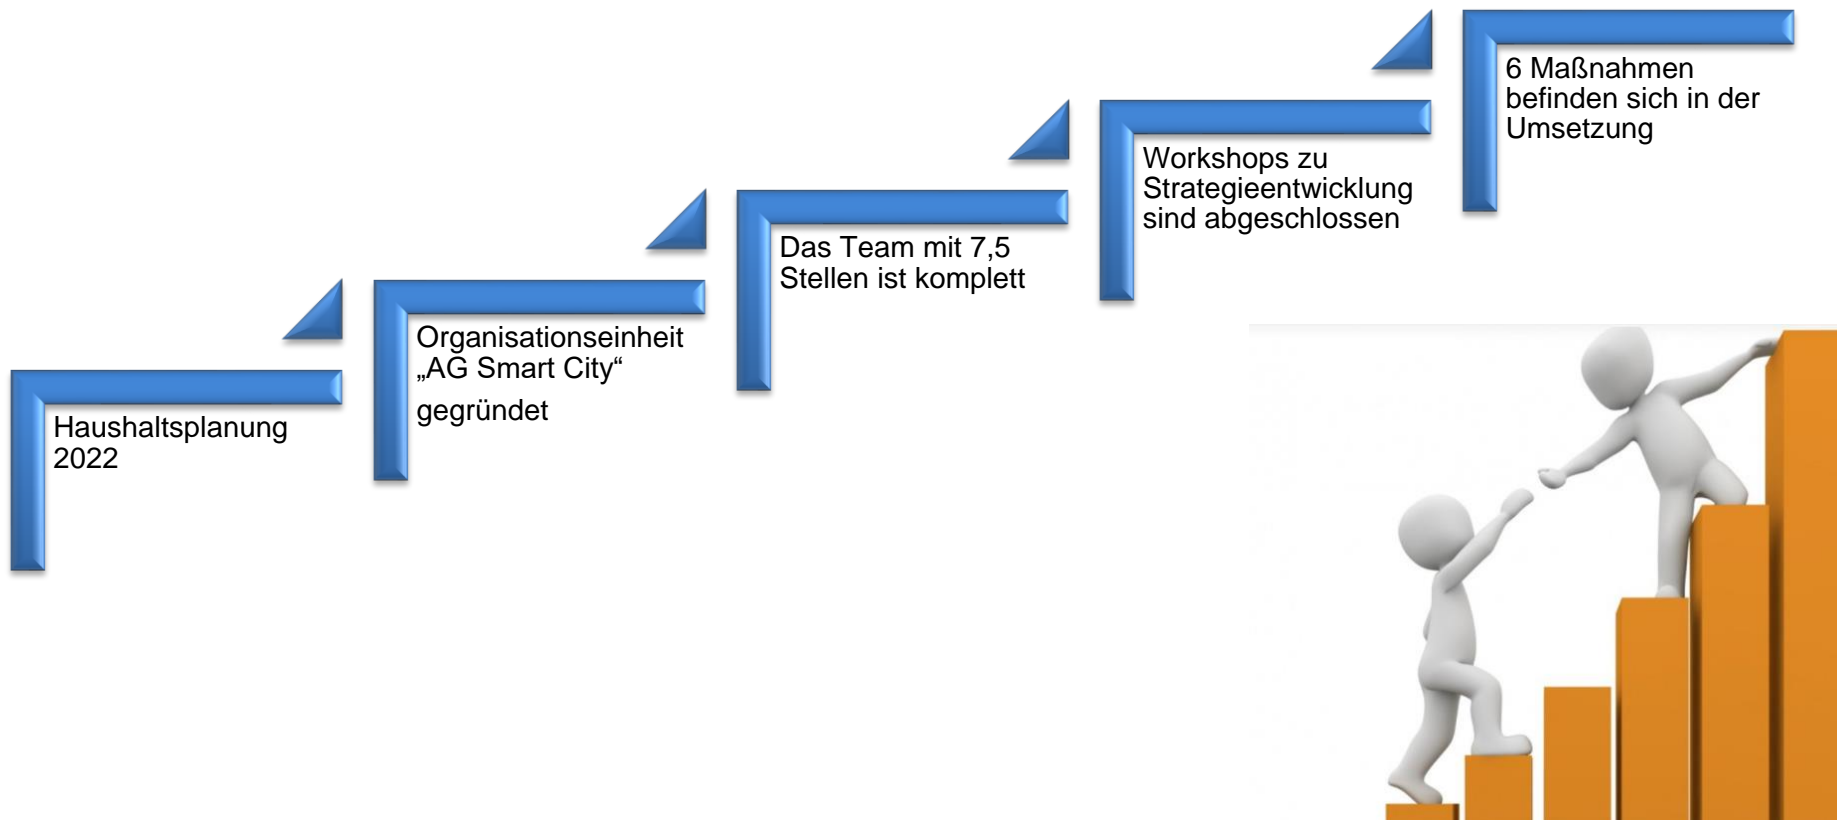 Haushaltsplanung
2022
Organisationseinheit
„AG Smart City“
gegründet
Das Team mit 7,5
Stellen ist komplett
Workshops zu
Strategieentwicklung
sind abgeschlossen
6 Maßnahmen
befinden sich in der
Umsetzung